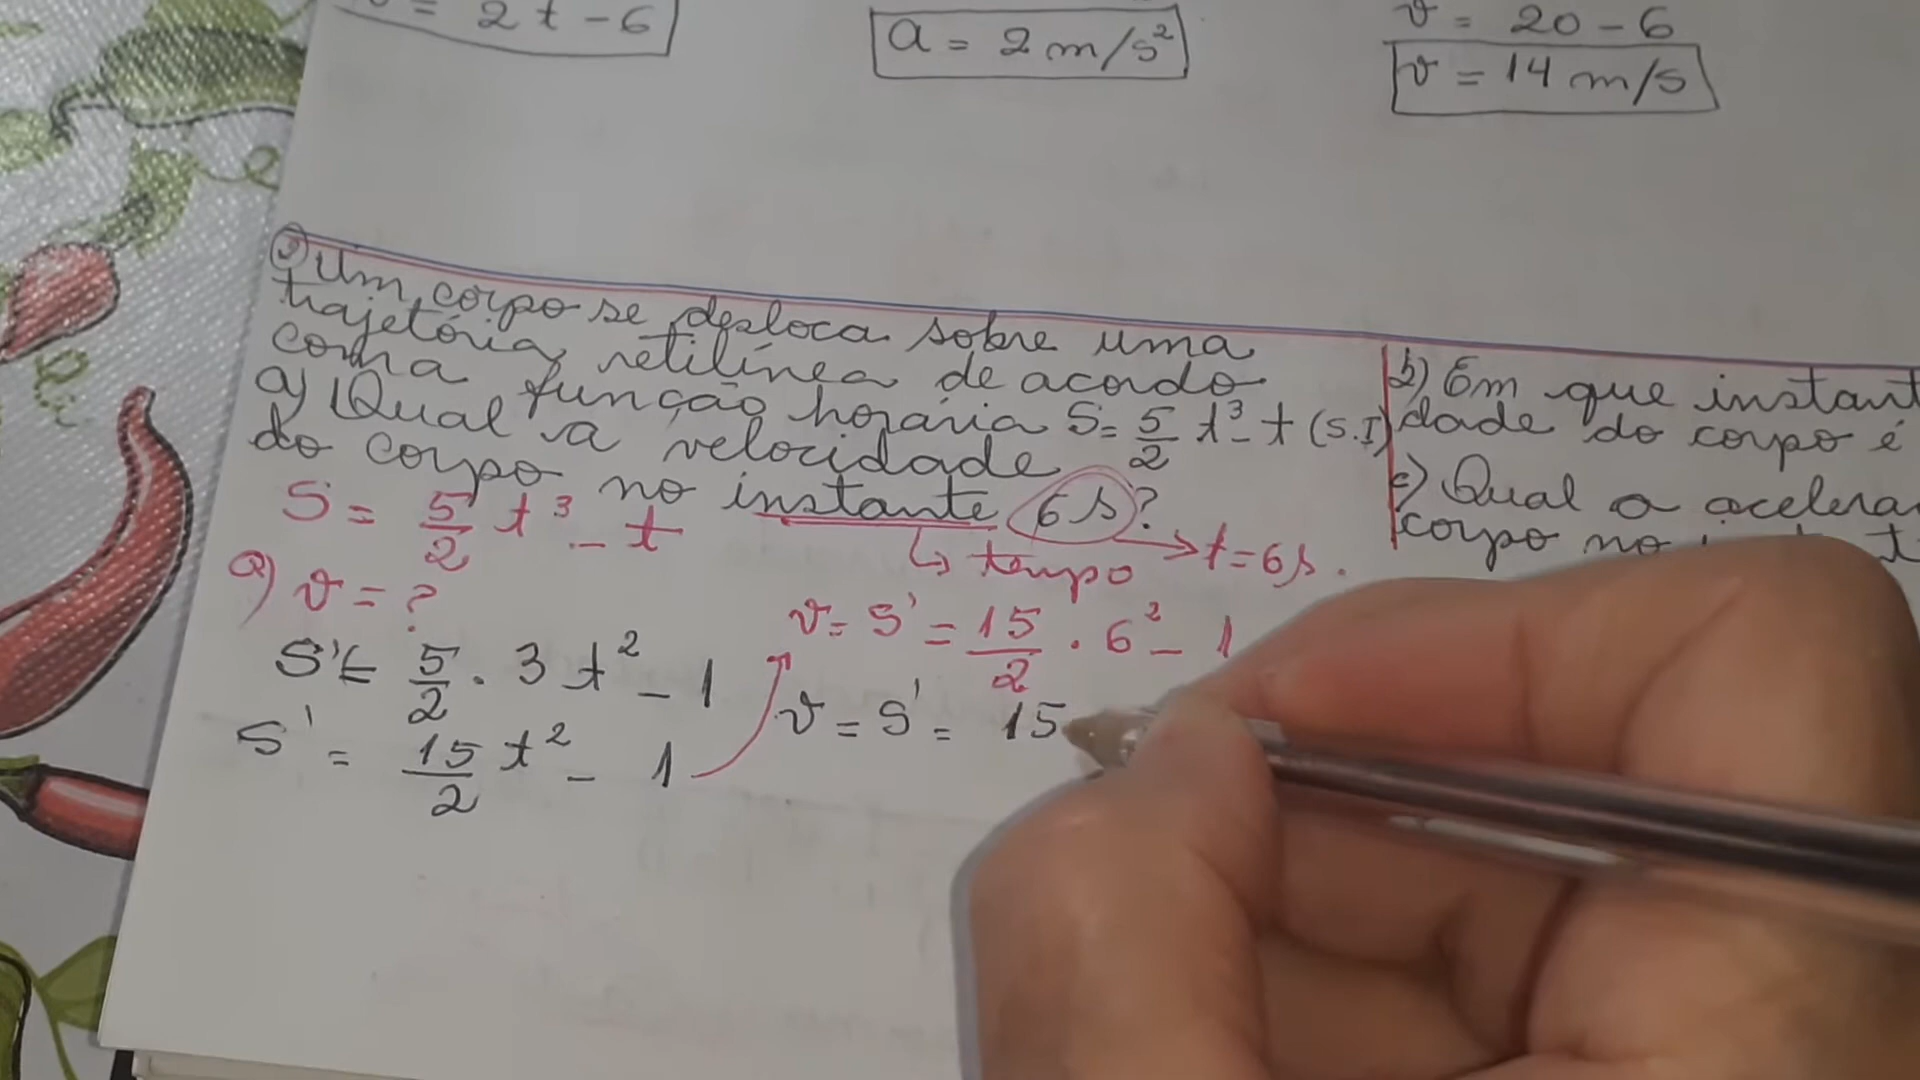 = 2t - 6
a = 2 m/s²
v = 20 - 6
v = 14 m/s
2) Um corpo se desloca sobre uma
trajetória retilínea de acordo
com a função horária S = 5/2 t³ - t (S.I)
a) Qual a velocidade
do corpo no instante 6s?
b) Em que instant
dade do corpo é
c) Qual a acelera
corpo no
S = 5/2 t³ - t
↳ tempo → t = 6s.
a) v = ?
S' = 5/2 · 3t² - 1
S' = 15/2 t² - 1
v = S' = 15/2 · 6² - 1
v = S' = 15